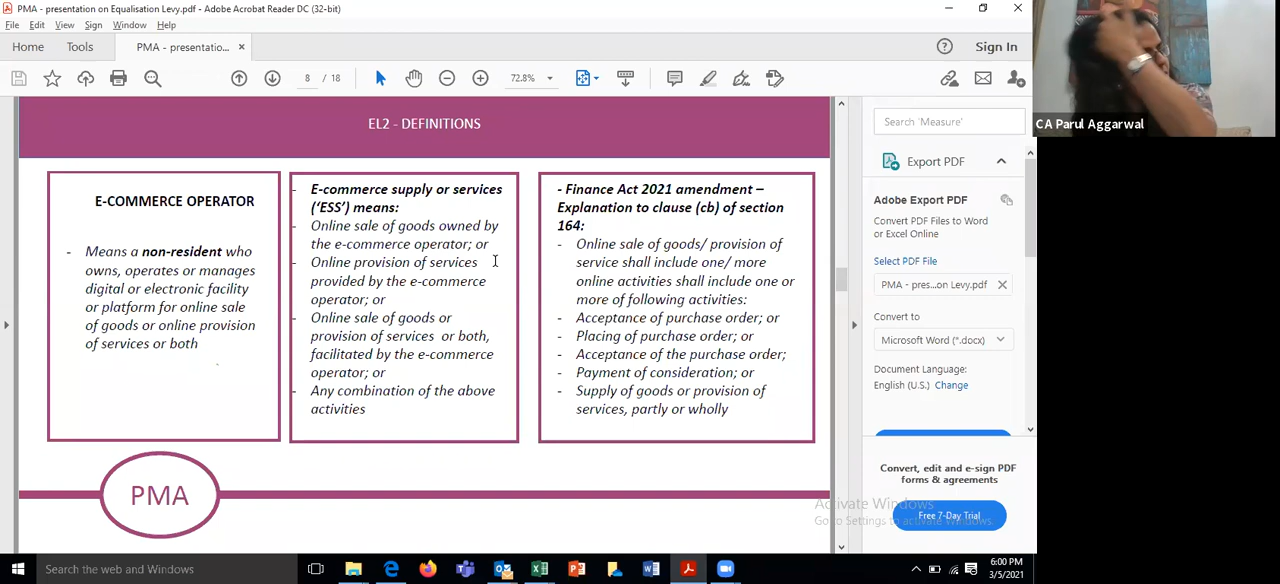 PMA - presentation on Equalisation Levy.pdf - Adobe Acrobat Reader DC (32-bit)
File Edit View Sign Window Help
Home Tools PMA - presentatio... × Sign In
8 / 18 72.8%
EL2 - DEFINITIONS
E-COMMERCE OPERATOR
- Means a non-resident who
owns, operates or manages
digital or electronic facility
or platform for online sale
of goods or online provision
of services or both
- E-commerce supply or services
('ESS') means:
- Online sale of goods owned by
the e-commerce operator; or
- Online provision of services
provided by the e-commerce
operator; or
- Online sale of goods or
provision of services or both,
facilitated by the e-commerce
operator; or
- Any combination of the above
activities
- Finance Act 2021 amendment –
Explanation to clause (cb) of section
164:
- Online sale of goods/ provision of
service shall include one/ more
online activities shall include one or
more of following activities:
- Acceptance of purchase order; or
- Placing of purchase order; or
- Acceptance of the purchase order;
- Payment of consideration; or
- Supply of goods or provision of
services, partly or wholly
PMA
Search 'Measure'
Export PDF
Adobe Export PDF
Convert PDF Files to Word
or Excel Online
Select PDF File
PMA - pres...on Levy.pdf ×
Convert to
Microsoft Word (*.docx)
Document Language:
English (U.S.) Change
Convert, edit and e-sign PDF
forms & agreements
Free 7-Day Trial
Activate Windows
Go to Settings to activate Windows.
CA Parul Aggarwal
Search the web and Windows
6:00 PM
3/5/2021